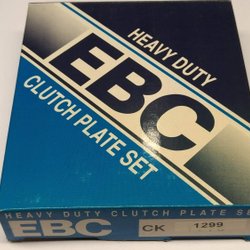 HEAVY DUTY
EBC
CLUTCH PLATE SET
HEAVY DUTY CLUTCH PLATE SET
EBC
CK 1299